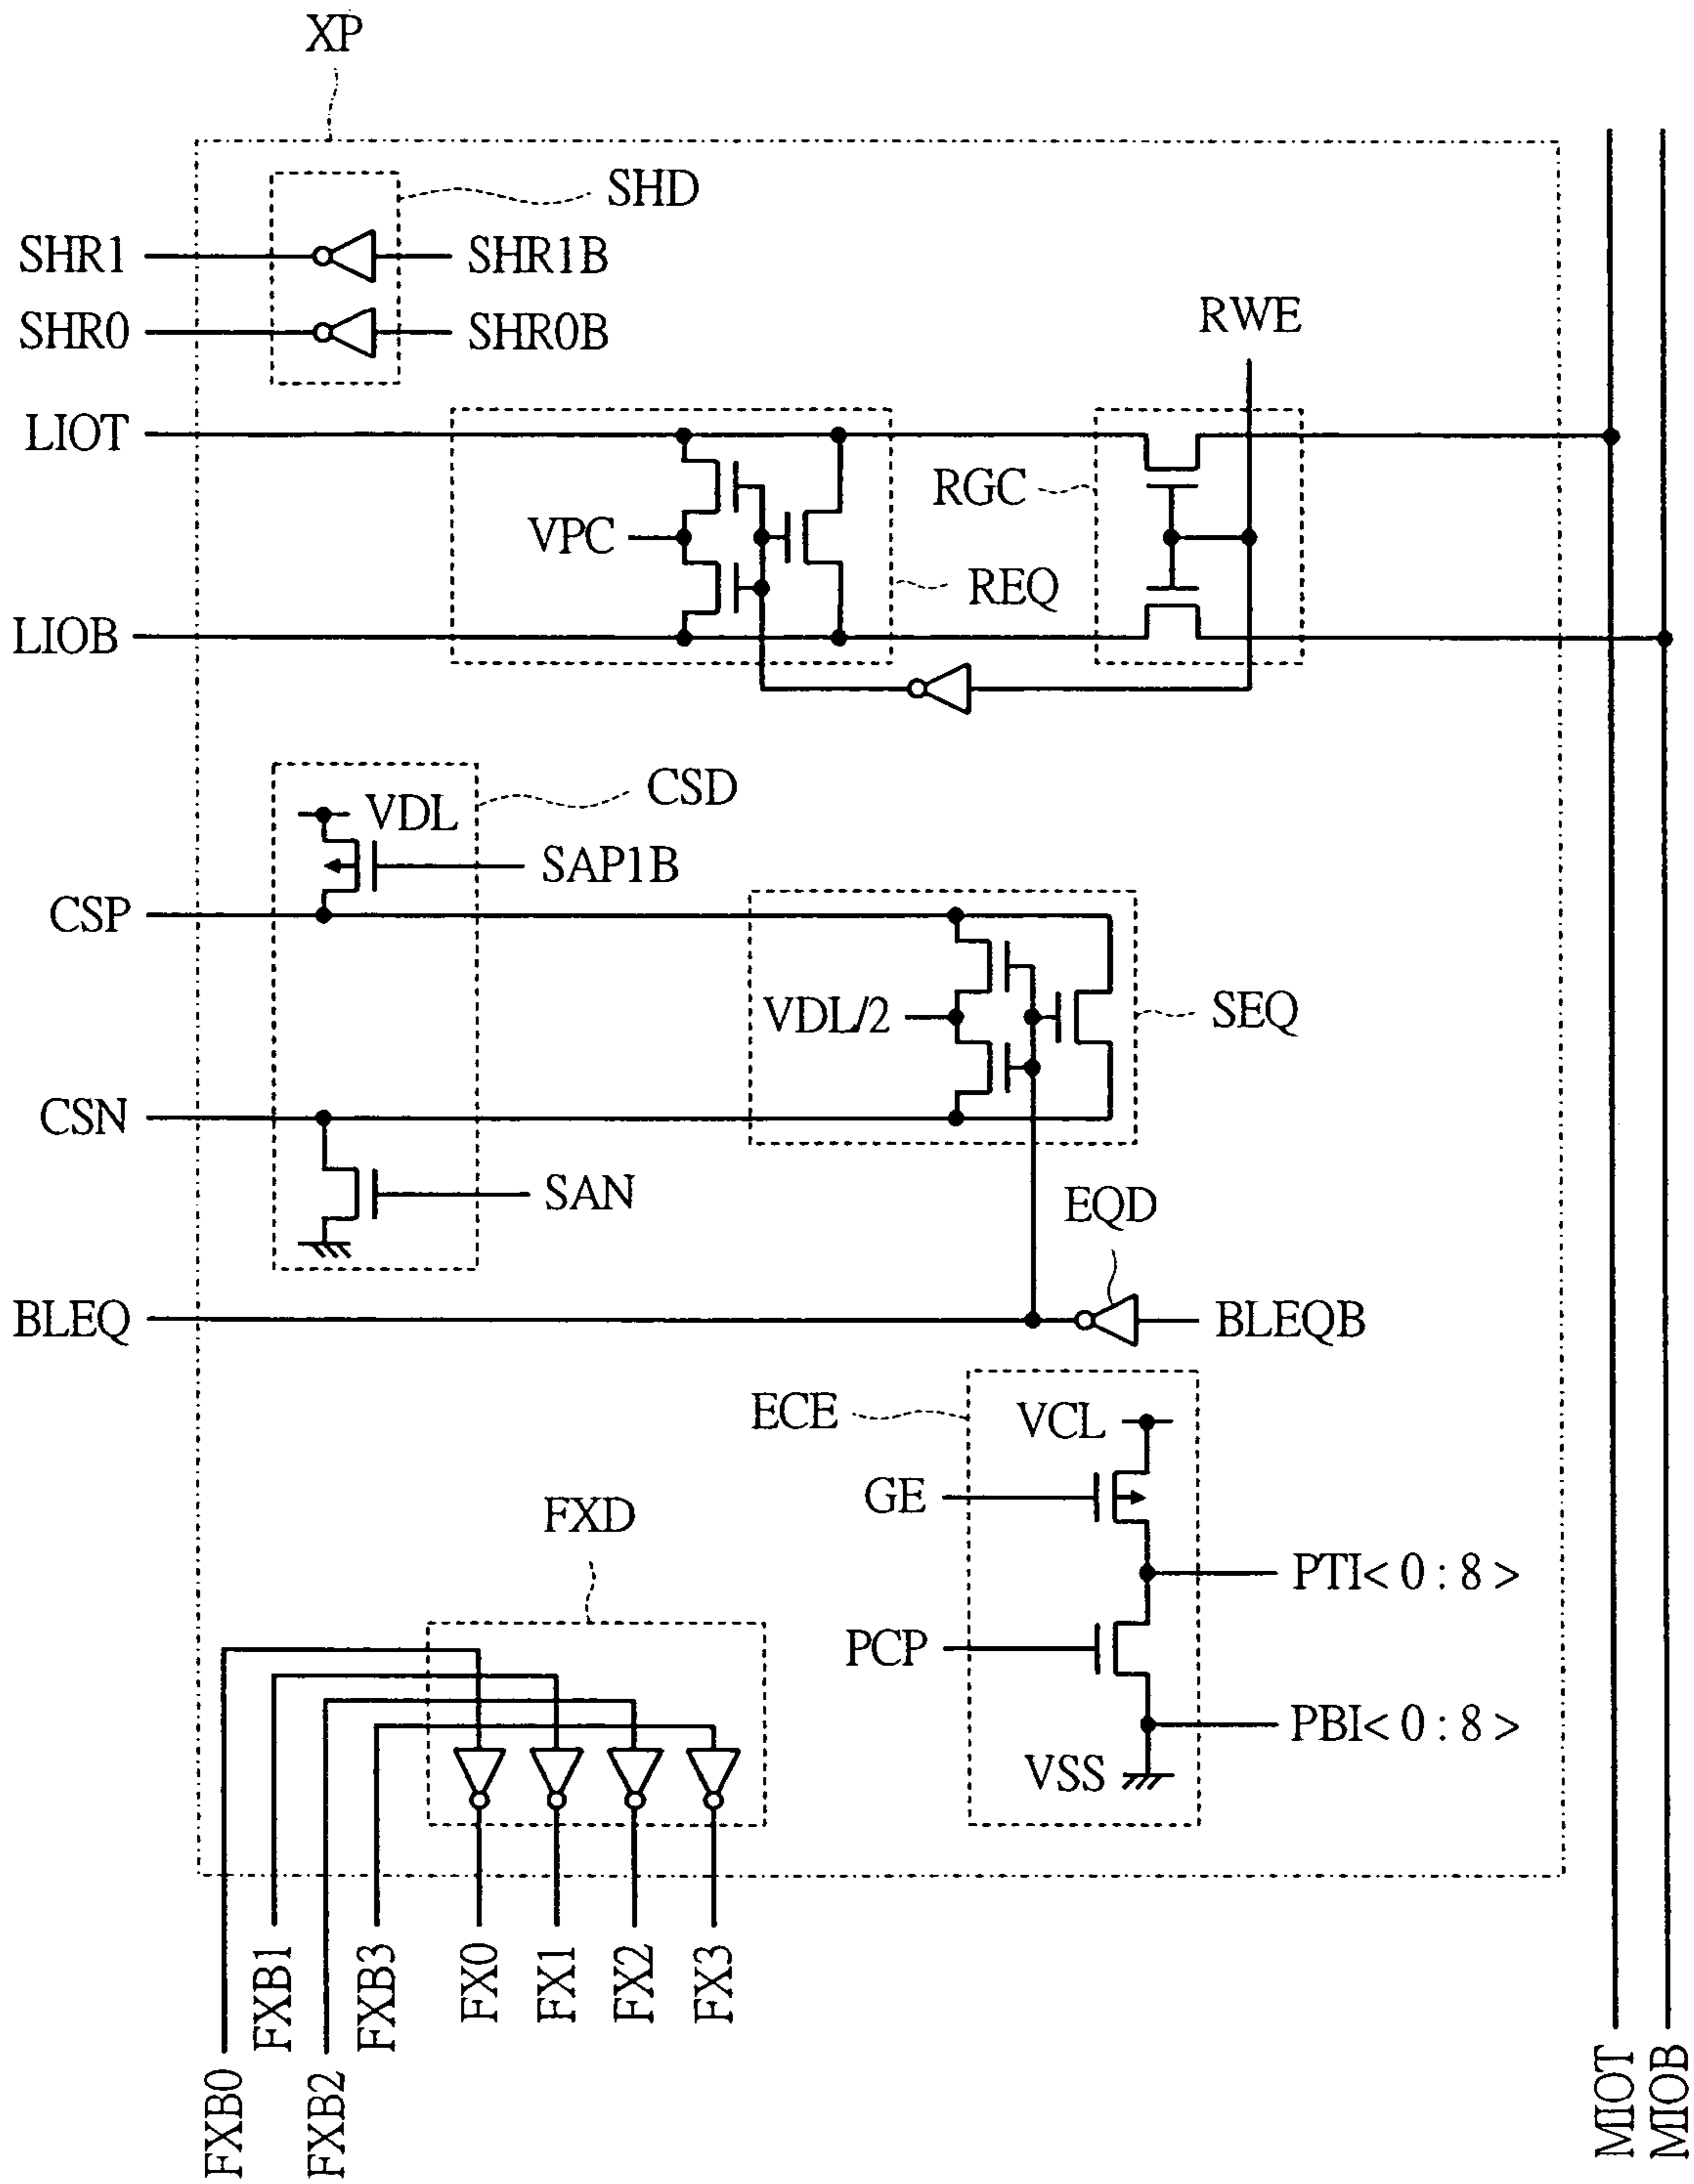 XP
SHD
SHR1
SHR1B
SHR0
SHR0B
RWE
LIOT
RGC
VPC
REQ
LIOB
CSD
VDL
SAP1B
CSP
VDL/2
SEQ
CSN
SAN
EQD
BLEQ
BLEQB
ECE
VCL
GE
FXD
PTI< 0 : 8 >
PCP
PBI< 0 : 8 >
VSS
FXB0
FXB1
FXB2
FXB3
FX0
FX1
FX2
FX3
MIOT
MIOB